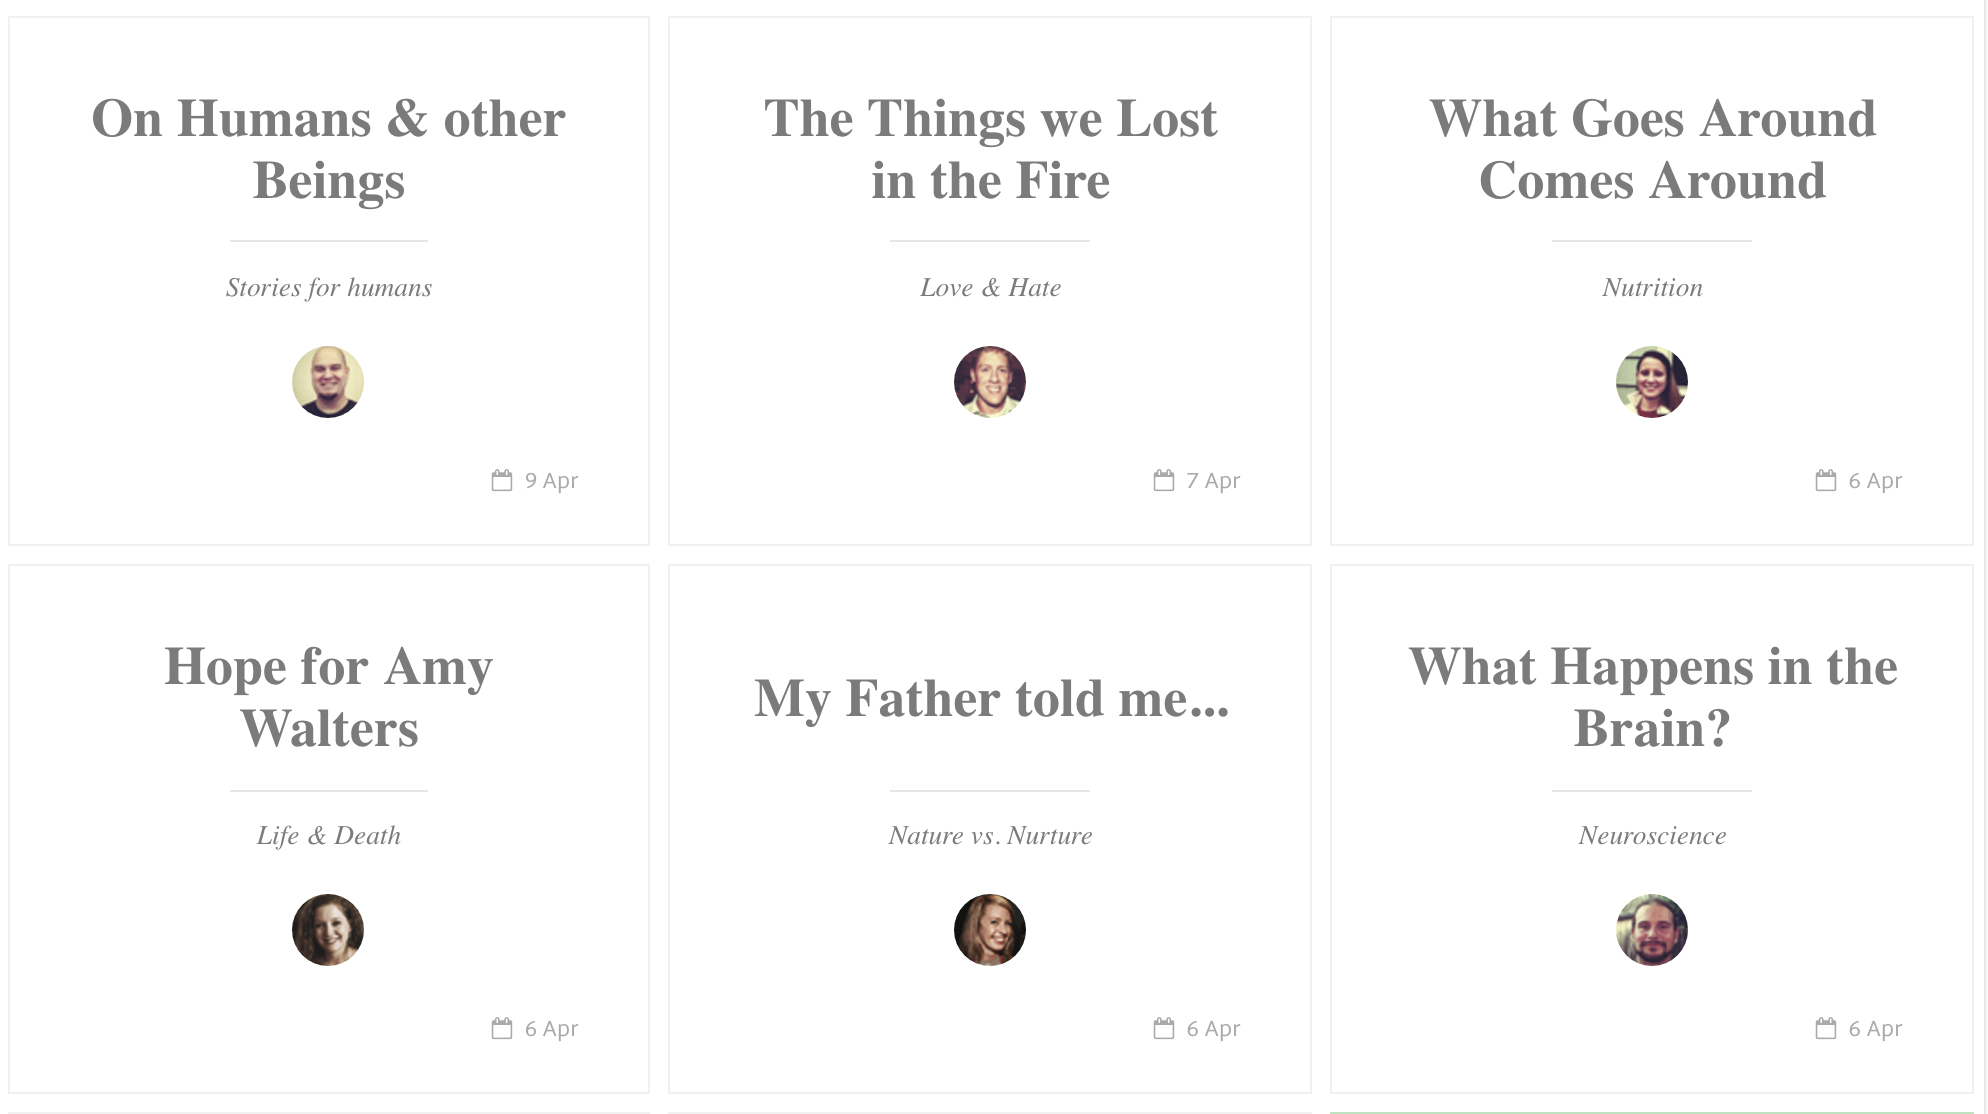 On Humans & other
Beings
Stories for humans
9 Apr
The Things we Lost
in the Fire
Love & Hate
7 Apr
What Goes Around
Comes Around
Nutrition
6 Apr
Hope for Amy
Walters
Life & Death
6 Apr
My Father told me...
Nature vs. Nurture
6 Apr
What Happens in the
Brain?
Neuroscience
6 Apr